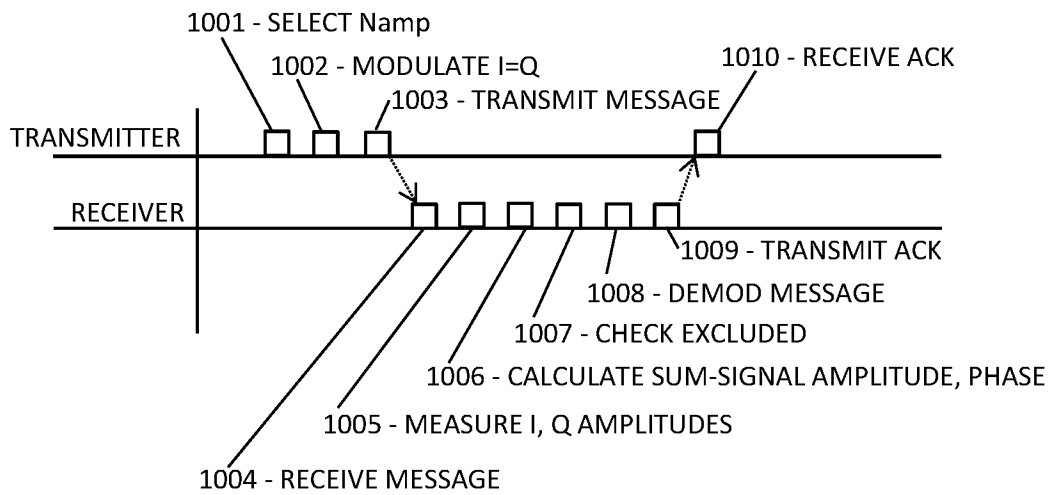 1001 - SELECT Namp
1002 - MODULATE I=Q
1003 - TRANSMIT MESSAGE
1010 - RECEIVE ACK
TRANSMITTER
RECEIVER
1009 - TRANSMIT ACK
1008 - DEMOD MESSAGE
1007 - CHECK EXCLUDED
1006 - CALCULATE SUM-SIGNAL AMPLITUDE, PHASE
1005 - MEASURE I, Q AMPLITUDES
1004 - RECEIVE MESSAGE